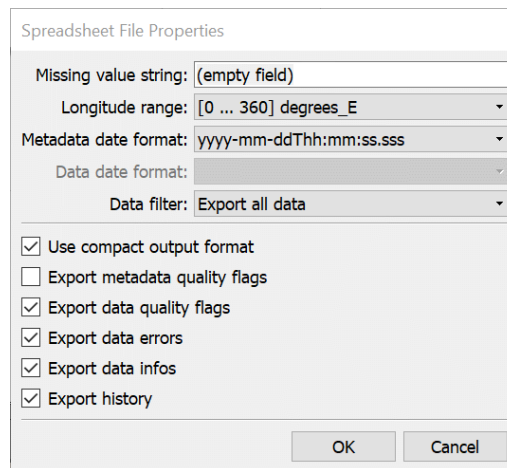 Spreadsheet File Properties
Missing value string: (empty field)
Longitude range: [0 ... 360] degrees_E
Metadata date format: yyyy-mm-ddThh:mm:ss.sss
Data date format:
Data filter: Export all data
Use compact output format
Export metadata quality flags
Export data quality flags
Export data errors
Export data infos
Export history
OK Cancel